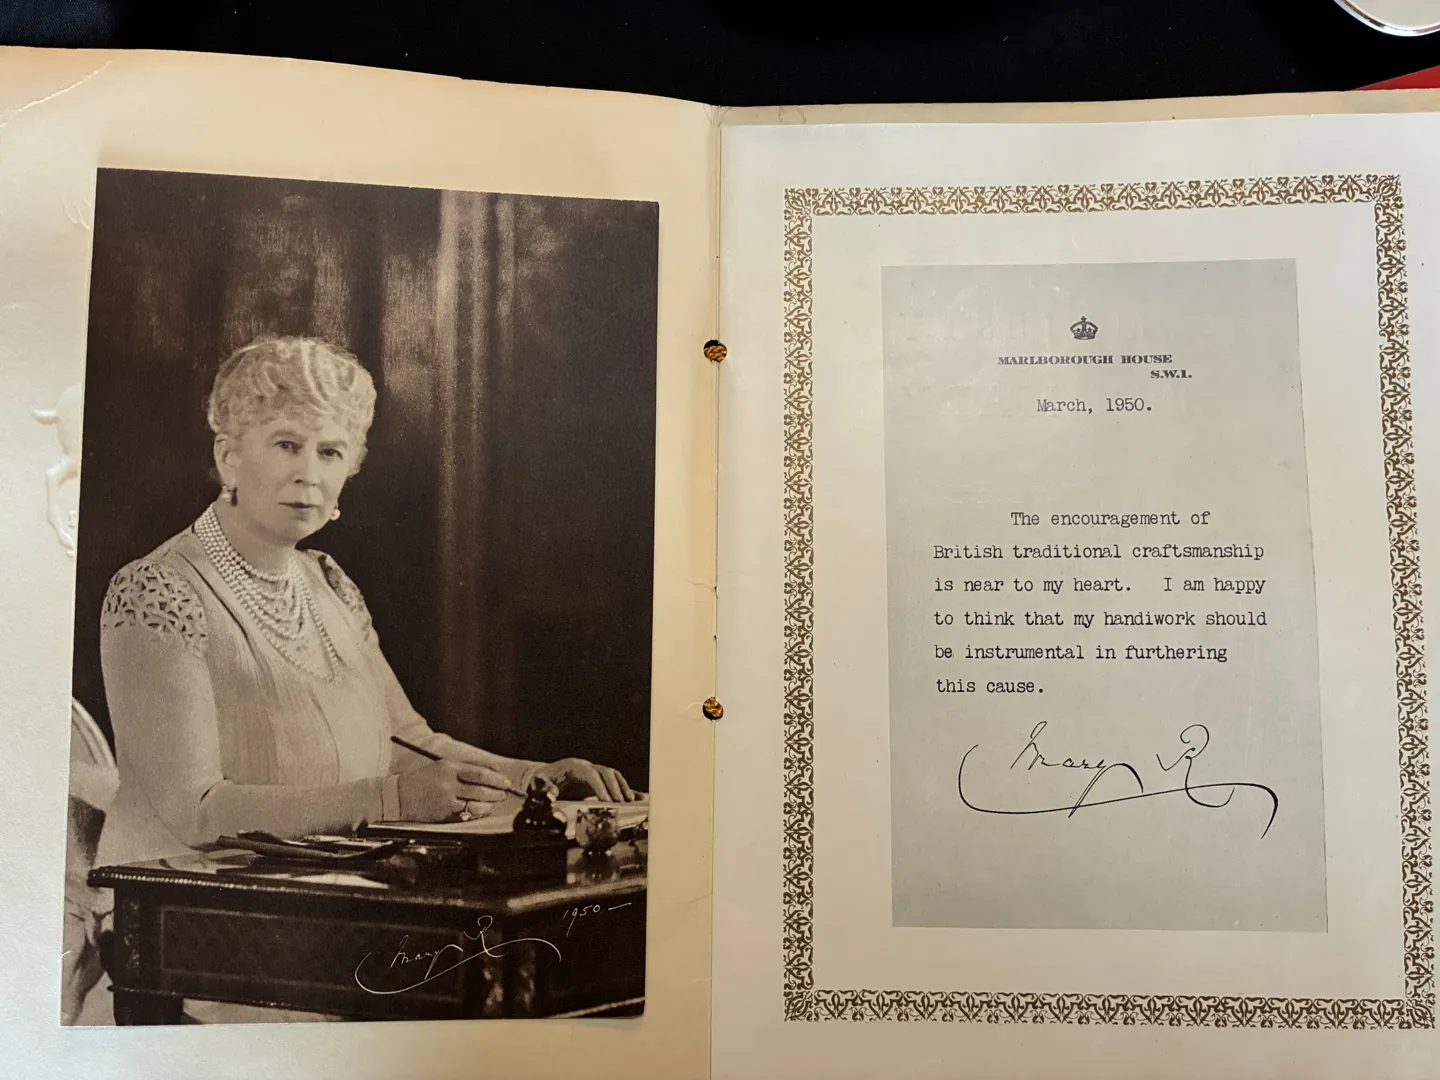 Mary R
1950
MARLBOROUGH HOUSE
S.W.1.
March, 1950.
The encouragement of
British traditional craftsmanship
is near to my heart. I am happy
to think that my handiwork should
be instrumental in furthering
this cause.
Mary R